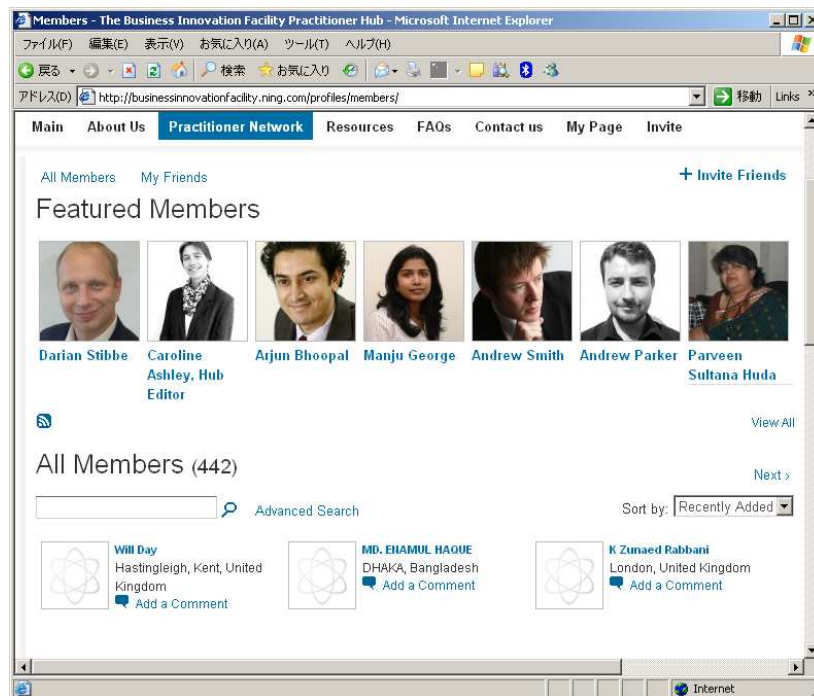 Members - The Business Innovation Facility Practitioner Hub - Microsoft Internet Explorer
ファイル(F) 編集(E) 表示(V) お気に入り(A) ツール(T) ヘルプ(H)
戻る 検索 お気に入り
アドレス(D) http://businessinnovationfacility.ning.com/profiles/members/ 移動 Links »
Main About Us Practitioner Network Resources FAQs Contact us My Page Invite
All Members My Friends + Invite Friends
Featured Members
Darian Stibbe Caroline Arjun Bhoopal Manju George Andrew Smith Andrew Parker Parveen
Ashley, Hub Sultana Huda
Editor
View All
All Members (442)
Next ›
Advanced Search Sort by: Recently Added
Will Day MD. ENAMUL HAQUE K Zunaed Rabbani
Hastingleigh, Kent, United DHAKA, Bangladesh London, United Kingdom
Kingdom Add a Comment Add a Comment
Add a Comment
Internet